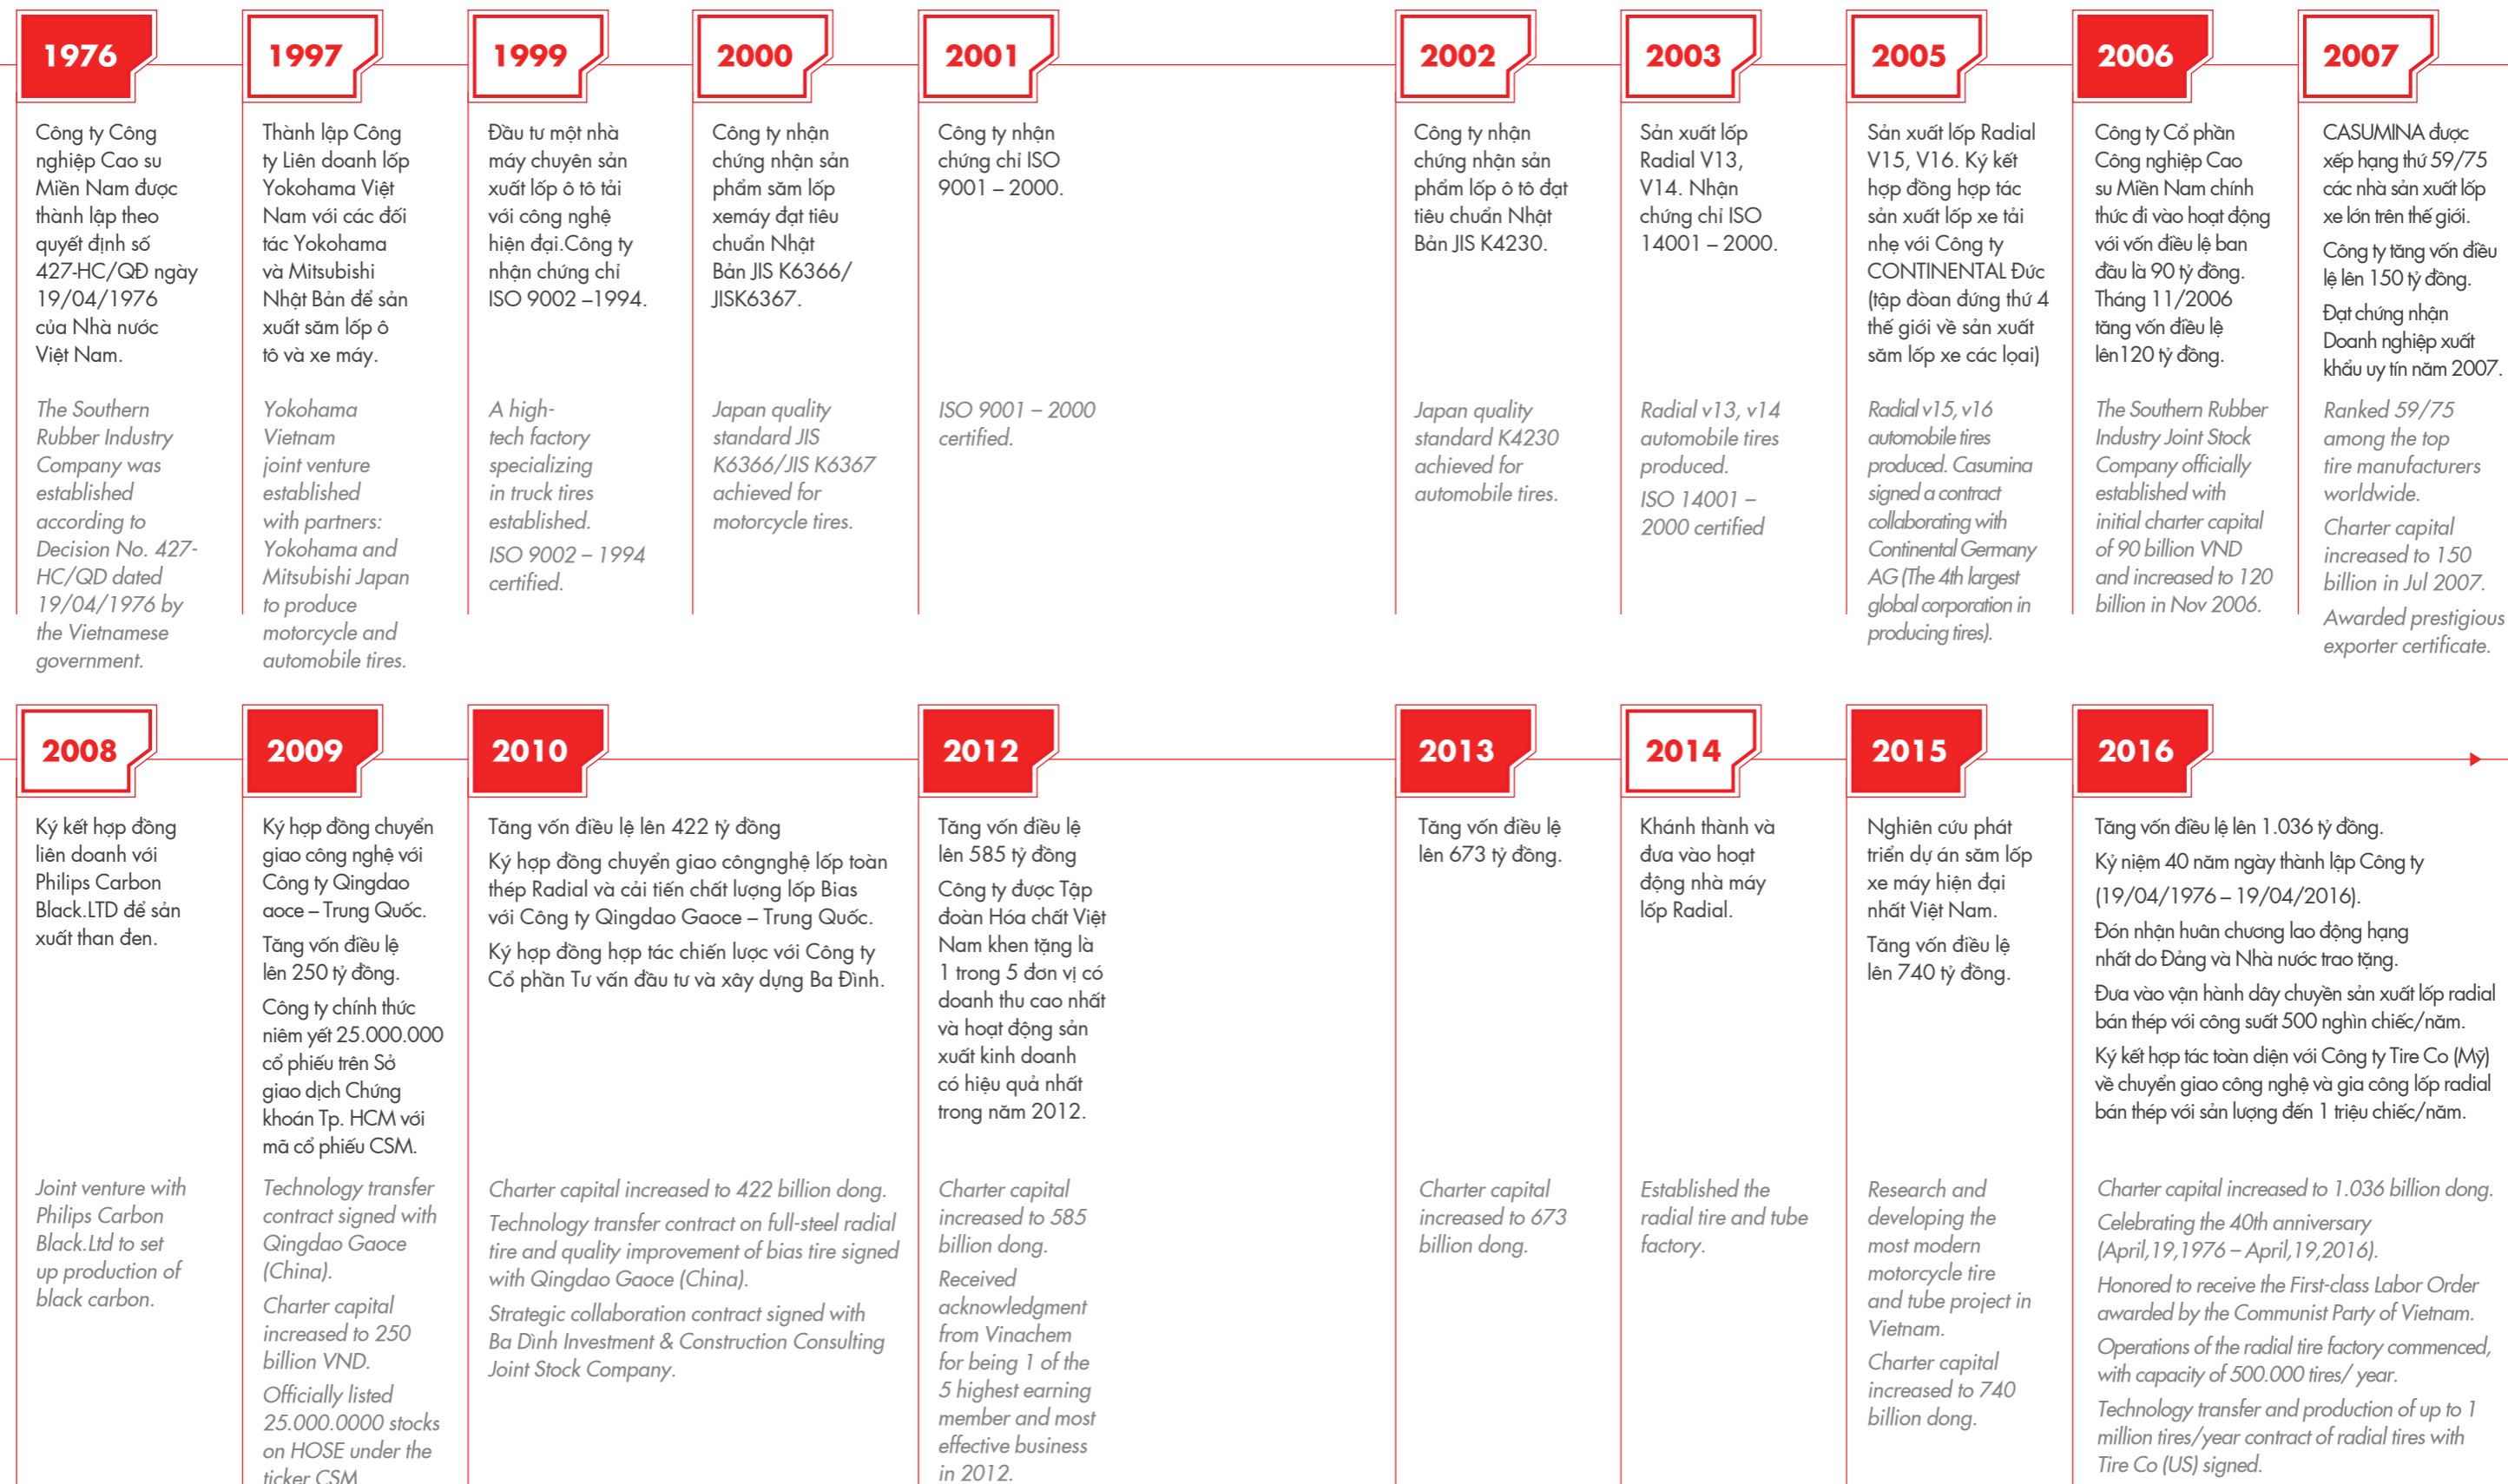 1976
Công ty Công
nghiệp Cao su
Miền Nam được
thành lập theo
quyết định số
427-HC/QĐ ngày
19/04/1976
của Nhà nước
Việt Nam.
The Southern
Rubber Industry
Company was
established
according to
Decision No. 427-
HC/QD dated
19/04/1976 by
the Vietnamese
government.
1997
Thành lập Công
ty Liên doanh lốp
Yokohama Việt
Nam với các đối
tác Yokohama
và Mitsubishi
Nhật Bản để sản
xuất săm lốp ô
tô và xe máy.
Yokohama
Vietnam
joint venture
established
with partners:
Yokohama and
Mitsubishi Japan
to produce
motorcycle and
automobile tires.
1999
Đầu tư một nhà
máy chuyên sản
xuất lốp ô tô tải
với công nghệ
hiện đại.Công ty
nhận chứng chỉ
ISO 9002 –1994.
A high-
tech factory
specializing
in truck tires
established.
ISO 9002 – 1994
certified.
2000
Công ty nhận
chứng nhận sản
phẩm săm lốp
xemáy đạt tiêu
chuẩn Nhật
Bản JIS K6366/
JISK6367.
Japan quality
standard JIS
K6366/JIS K6367
achieved for
motorcycle tires.
2001
Công ty nhận
chứng chỉ ISO
9001 – 2000.
ISO 9001 – 2000
certified.
2002
Công ty nhận
chứng nhận sản
phẩm lốp ô tô đạt
tiêu chuẩn Nhật
Bản JIS K4230.
Japan quality
standard K4230
achieved for
automobile tires.
2003
Sản xuất lốp
Radial V13,
V14. Nhận
chứng chỉ ISO
14001 – 2000.
Radial v13, v14
automobile tires
produced.
ISO 14001 –
2000 certified
2005
Sản xuất lốp Radial
V15, V16. Ký kết
hợp đồng hợp tác
sản xuất lốp xe tải
nhẹ với Công ty
CONTINENTAL Đức
(tập đòan đứng thứ 4
thế giới về sản xuất
săm lốp xe các lọai)
Radial v15, v16
automobile tires
produced. Casumina
signed a contract
collaborating with
Continental Germany
AG (The 4th largest
global corporation in
producing tires).
2006
Công ty Cổ phần
Công nghiệp Cao
su Miền Nam chính
thức đi vào hoạt động
với vốn điều lệ ban
đầu là 90 tỷ đồng.
Tháng 11/2006
tăng vốn điều lệ
lên120 tỷ đồng.
The Southern Rubber
Industry Joint Stock
Company officially
established with
initial charter capital
of 90 billion VND
and increased to 120
billion in Nov 2006.
2007
CASUMINA được
xếp hạng thứ 59/75
các nhà sản xuất lốp
xe lớn trên thế giới.
Công ty tăng vốn điều
lệ lên 150 tỷ đồng.
Đạt chứng nhận
Doanh nghiệp xuất
khẩu uy tín năm 2007.
Ranked 59/75
among the top
tire manufacturers
worldwide.
Charter capital
increased to 150
billion in Jul 2007.
Awarded prestigious
exporter certificate.
2008
Ký kết hợp đồng
liên doanh với
Philips Carbon
Black.LTD để sản
xuất than đen.
Joint venture with
Philips Carbon
Black.Ltd to set
up production of
black carbon.
2009
Ký hợp đồng chuyển
giao công nghệ với
Công ty Qingdao
aoce – Trung Quốc.
Tăng vốn điều lệ
lên 250 tỷ đồng.
Công ty chính thức
niêm yết 25.000.000
cổ phiếu trên Sở
giao dịch Chứng
khoán Tp. HCM với
mã cổ phiếu CSM.
Technology transfer
contract signed with
Qingdao Gaoce
(China).
Charter capital
increased to 250
billion VND.
Officially listed
25.000.0000 stocks
on HOSE under the
ticker CSM.
2010
Tăng vốn điều lệ lên 422 tỷ đồng
Ký hợp đồng chuyển giao côngnghệ lốp toàn
thép Radial và cải tiến chất lượng lốp Bias
với Công ty Qingdao Gaoce – Trung Quốc.
Ký hợp đồng hợp tác chiến lược với Công ty
Cổ phần Tư vấn đầu tư và xây dựng Ba Đình.
Charter capital increased to 422 billion dong.
Technology transfer contract on full-steel radial
tire and quality improvement of bias tire signed
with Qingdao Gaoce (China).
Strategic collaboration contract signed with
Ba Dình Investment & Construction Consulting
Joint Stock Company.
2012
Tăng vốn điều lệ
lên 585 tỷ đồng
Công ty được Tập
đoàn Hóa chất Việt
Nam khen tặng là
1 trong 5 đơn vị có
doanh thu cao nhất
và hoạt động sản
xuất kinh doanh
có hiệu quả nhất
trong năm 2012.
Charter capital
increased to 585
billion dong.
Received
acknowledgment
from Vinachem
for being 1 of the
5 highest earning
member and most
effective business
in 2012.
2013
Tăng vốn điều lệ
lên 673 tỷ đồng.
Charter capital
increased to 673
billion dong.
2014
Khánh thành và
đưa vào hoạt
động nhà máy
lốp Radial.
Established the
radial tire and tube
factory.
2015
Nghiên cứu phát
triển dự án săm lốp
xe máy hiện đại
nhất Việt Nam.
Tăng vốn điều lệ
lên 740 tỷ đồng.
Research and
developing the
most modern
motorcycle tire
and tube project in
Vietnam.
Charter capital
increased to 740
billion dong.
2016
Tăng vốn điều lệ lên 1.036 tỷ đồng.
Kỷ niệm 40 năm ngày thành lập Công ty
(19/04/1976 – 19/04/2016).
Đón nhận huân chương lao động hạng
nhất do Đảng và Nhà nước trao tặng.
Đưa vào vận hành dây chuyền sản xuất lốp radial
bán thép với công suất 500 nghìn chiếc/năm.
Ký kết hợp tác toàn diện với Công ty Tire Co (Mỹ)
về chuyển giao công nghệ và gia công lốp radial
bán thép với sản lượng đến 1 triệu chiếc/năm.
Charter capital increased to 1.036 billion dong.
Celebrating the 40th anniversary
(April,19,1976 – April,19,2016).
Honored to receive the First-class Labor Order
awarded by the Communist Party of Vietnam.
Operations of the radial tire factory commenced,
with capacity of 500.000 tires/ year.
Technology transfer and production of up to 1
million tires/year contract of radial tires with
Tire Co (US) signed.